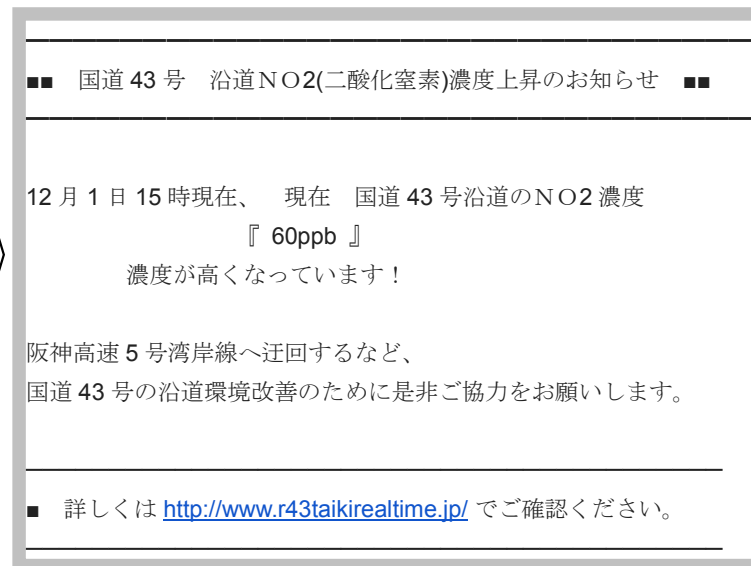 ■■　国道 43 号　沿道ＮＯ2(二酸化窒素)濃度上昇のお知らせ　■■
12 月 1 日 15 時現在、　現在　国道 43 号沿道のＮＯ2 濃度
『 60ppb 』
濃度が高くなっています！
阪神高速 5 号湾岸線へ迂回するなど、
国道 43 号の沿道環境改善のために是非ご協力をお願いします。
■　詳しくは http://www.r43taikirealtime.jp/ でご確認ください。